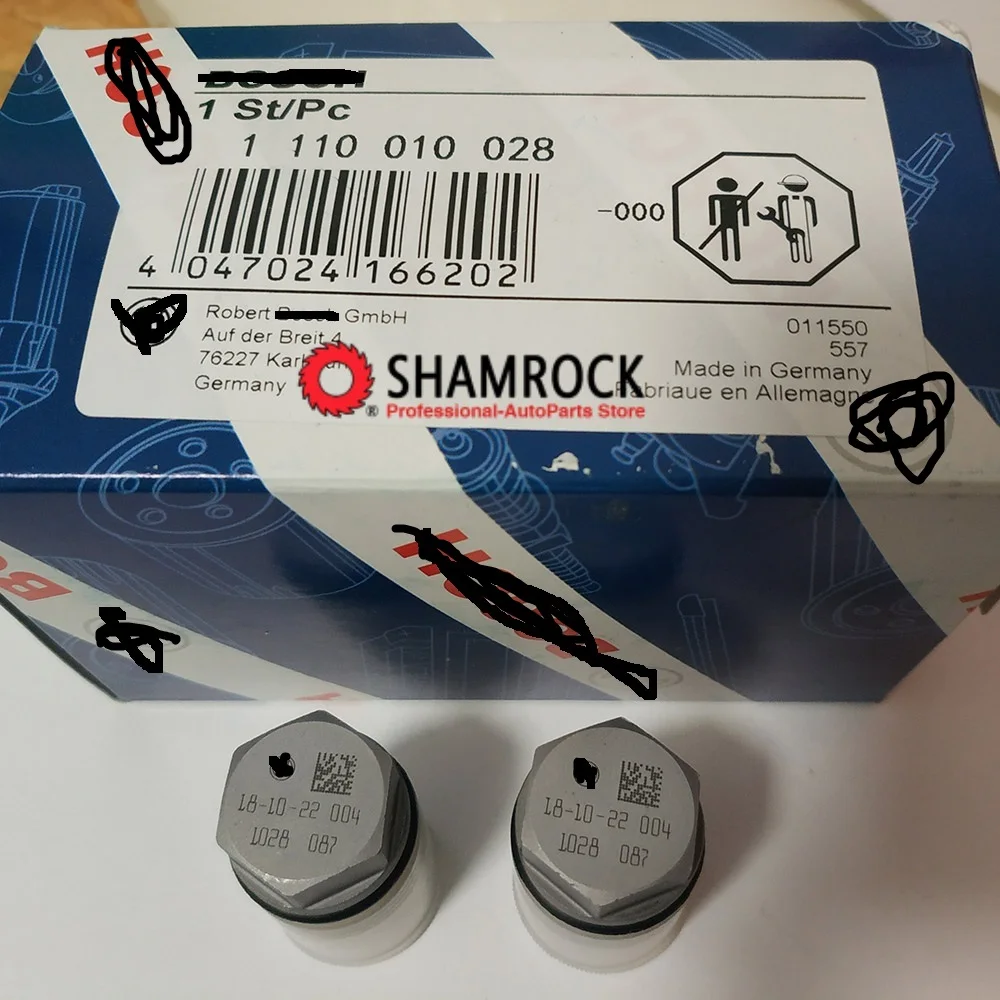 1 St/Pc
1 110 010 028
4 047024 166202
-000
Robert GmbH
Auf der Breit 4
76227
Germany
011550
557
Made in Germany
Fabriaue en Allemagn
SHAMROCK
®
Professional-AutoParts Store
18-10-22 004
1028 087
18-10-22 004
1028 087